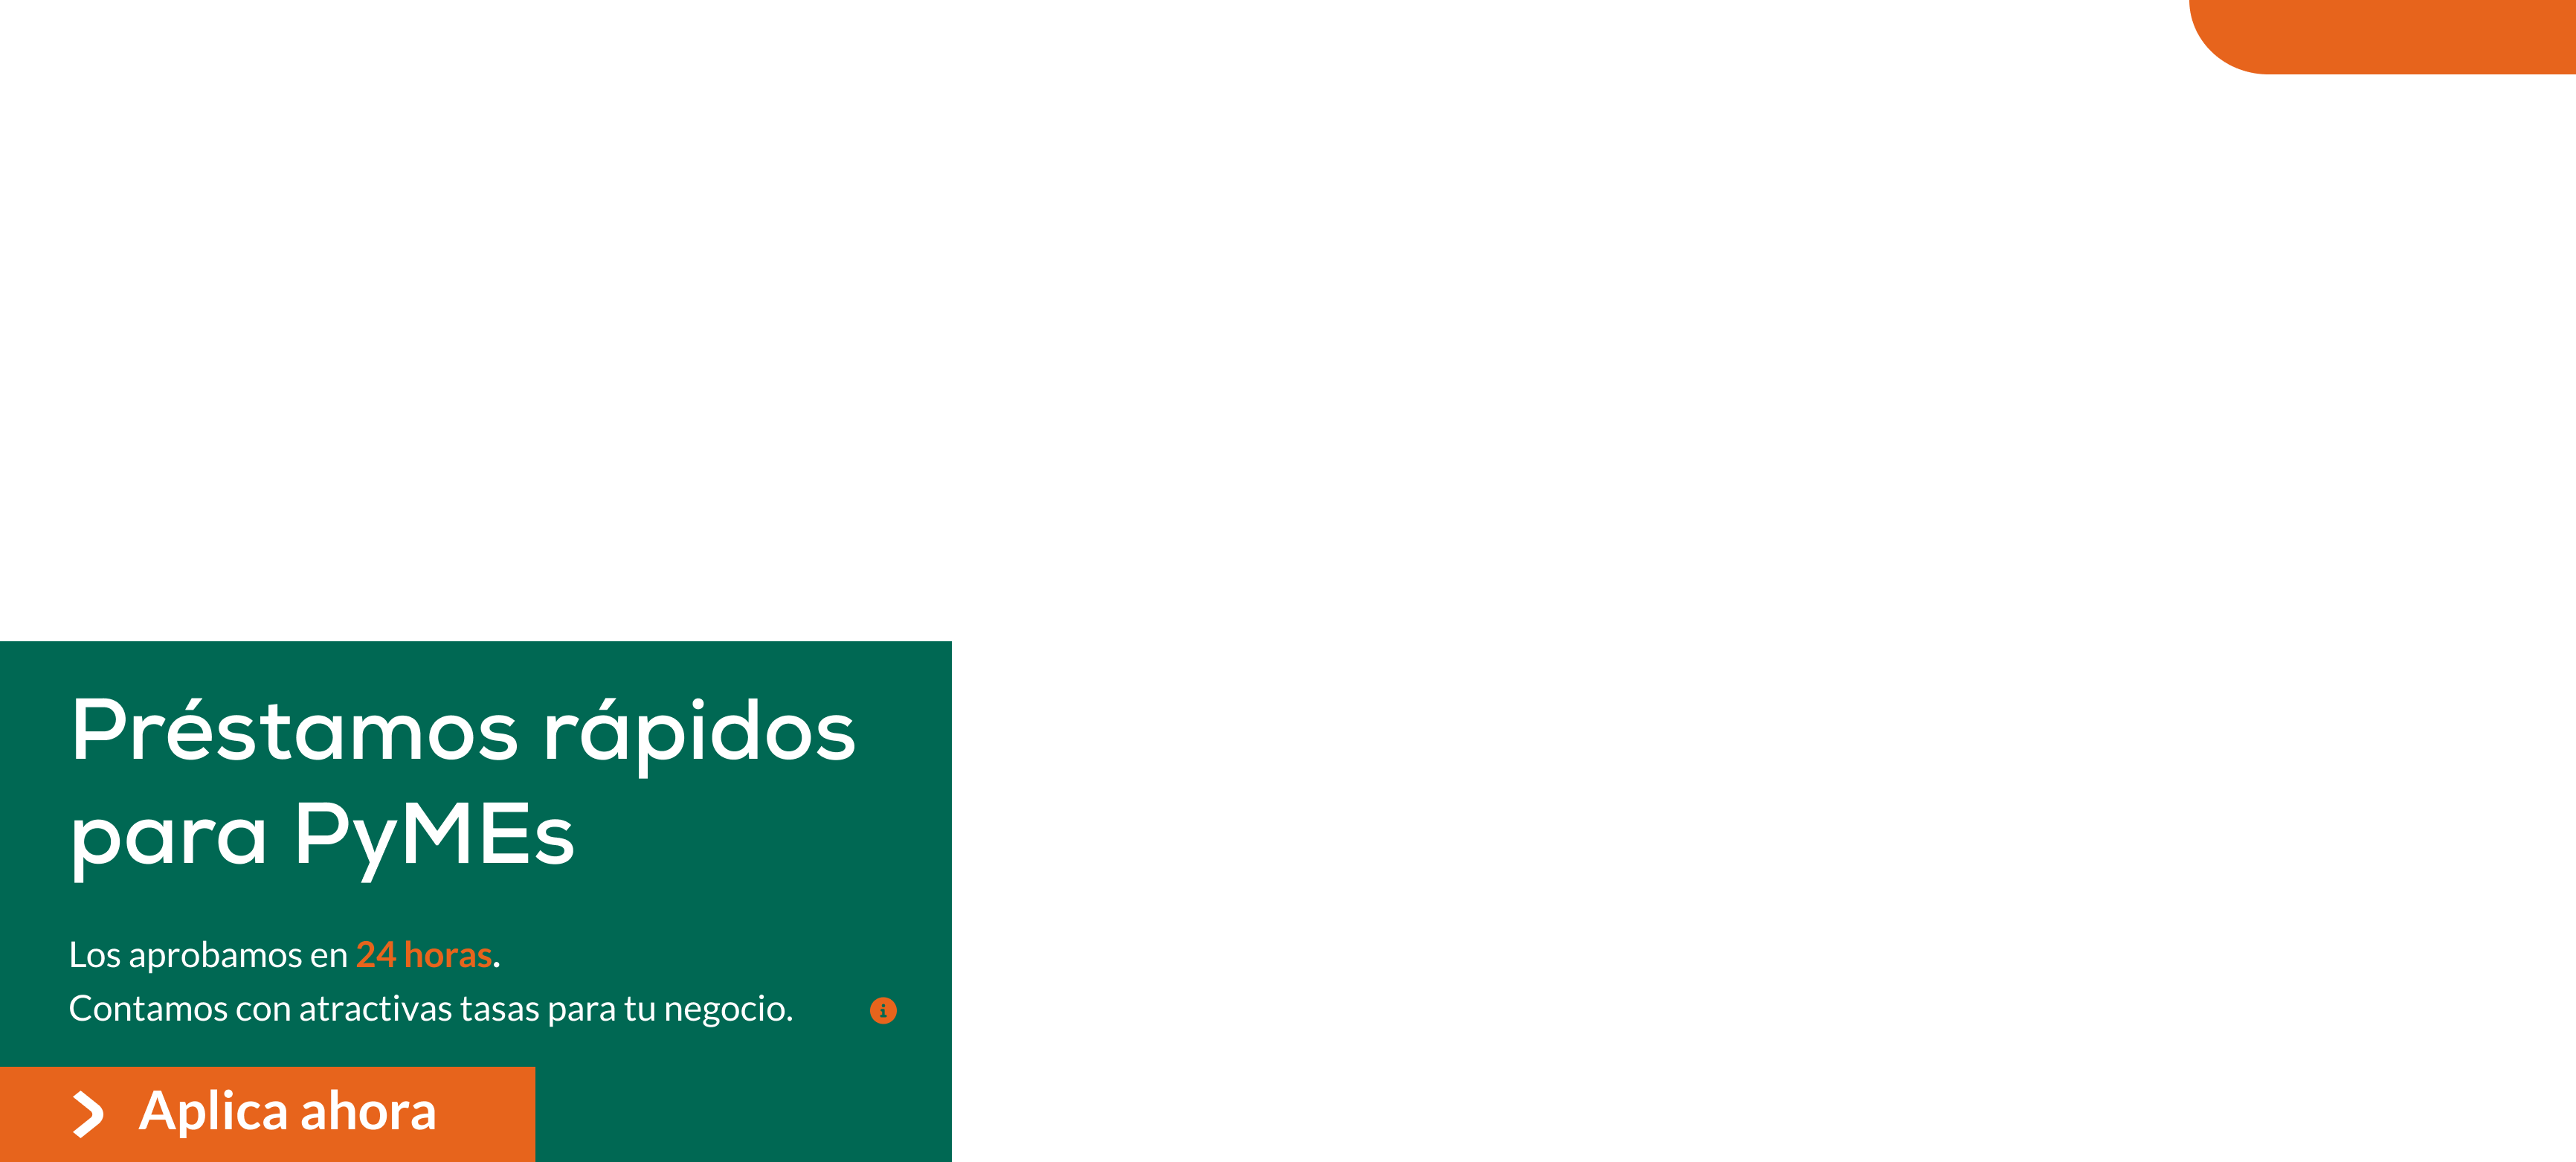 Préstamos rápidos
para PyMEs
Los aprobamos en 24 horas.
Contamos con atractivas tasas para tu negocio.
Aplica ahora